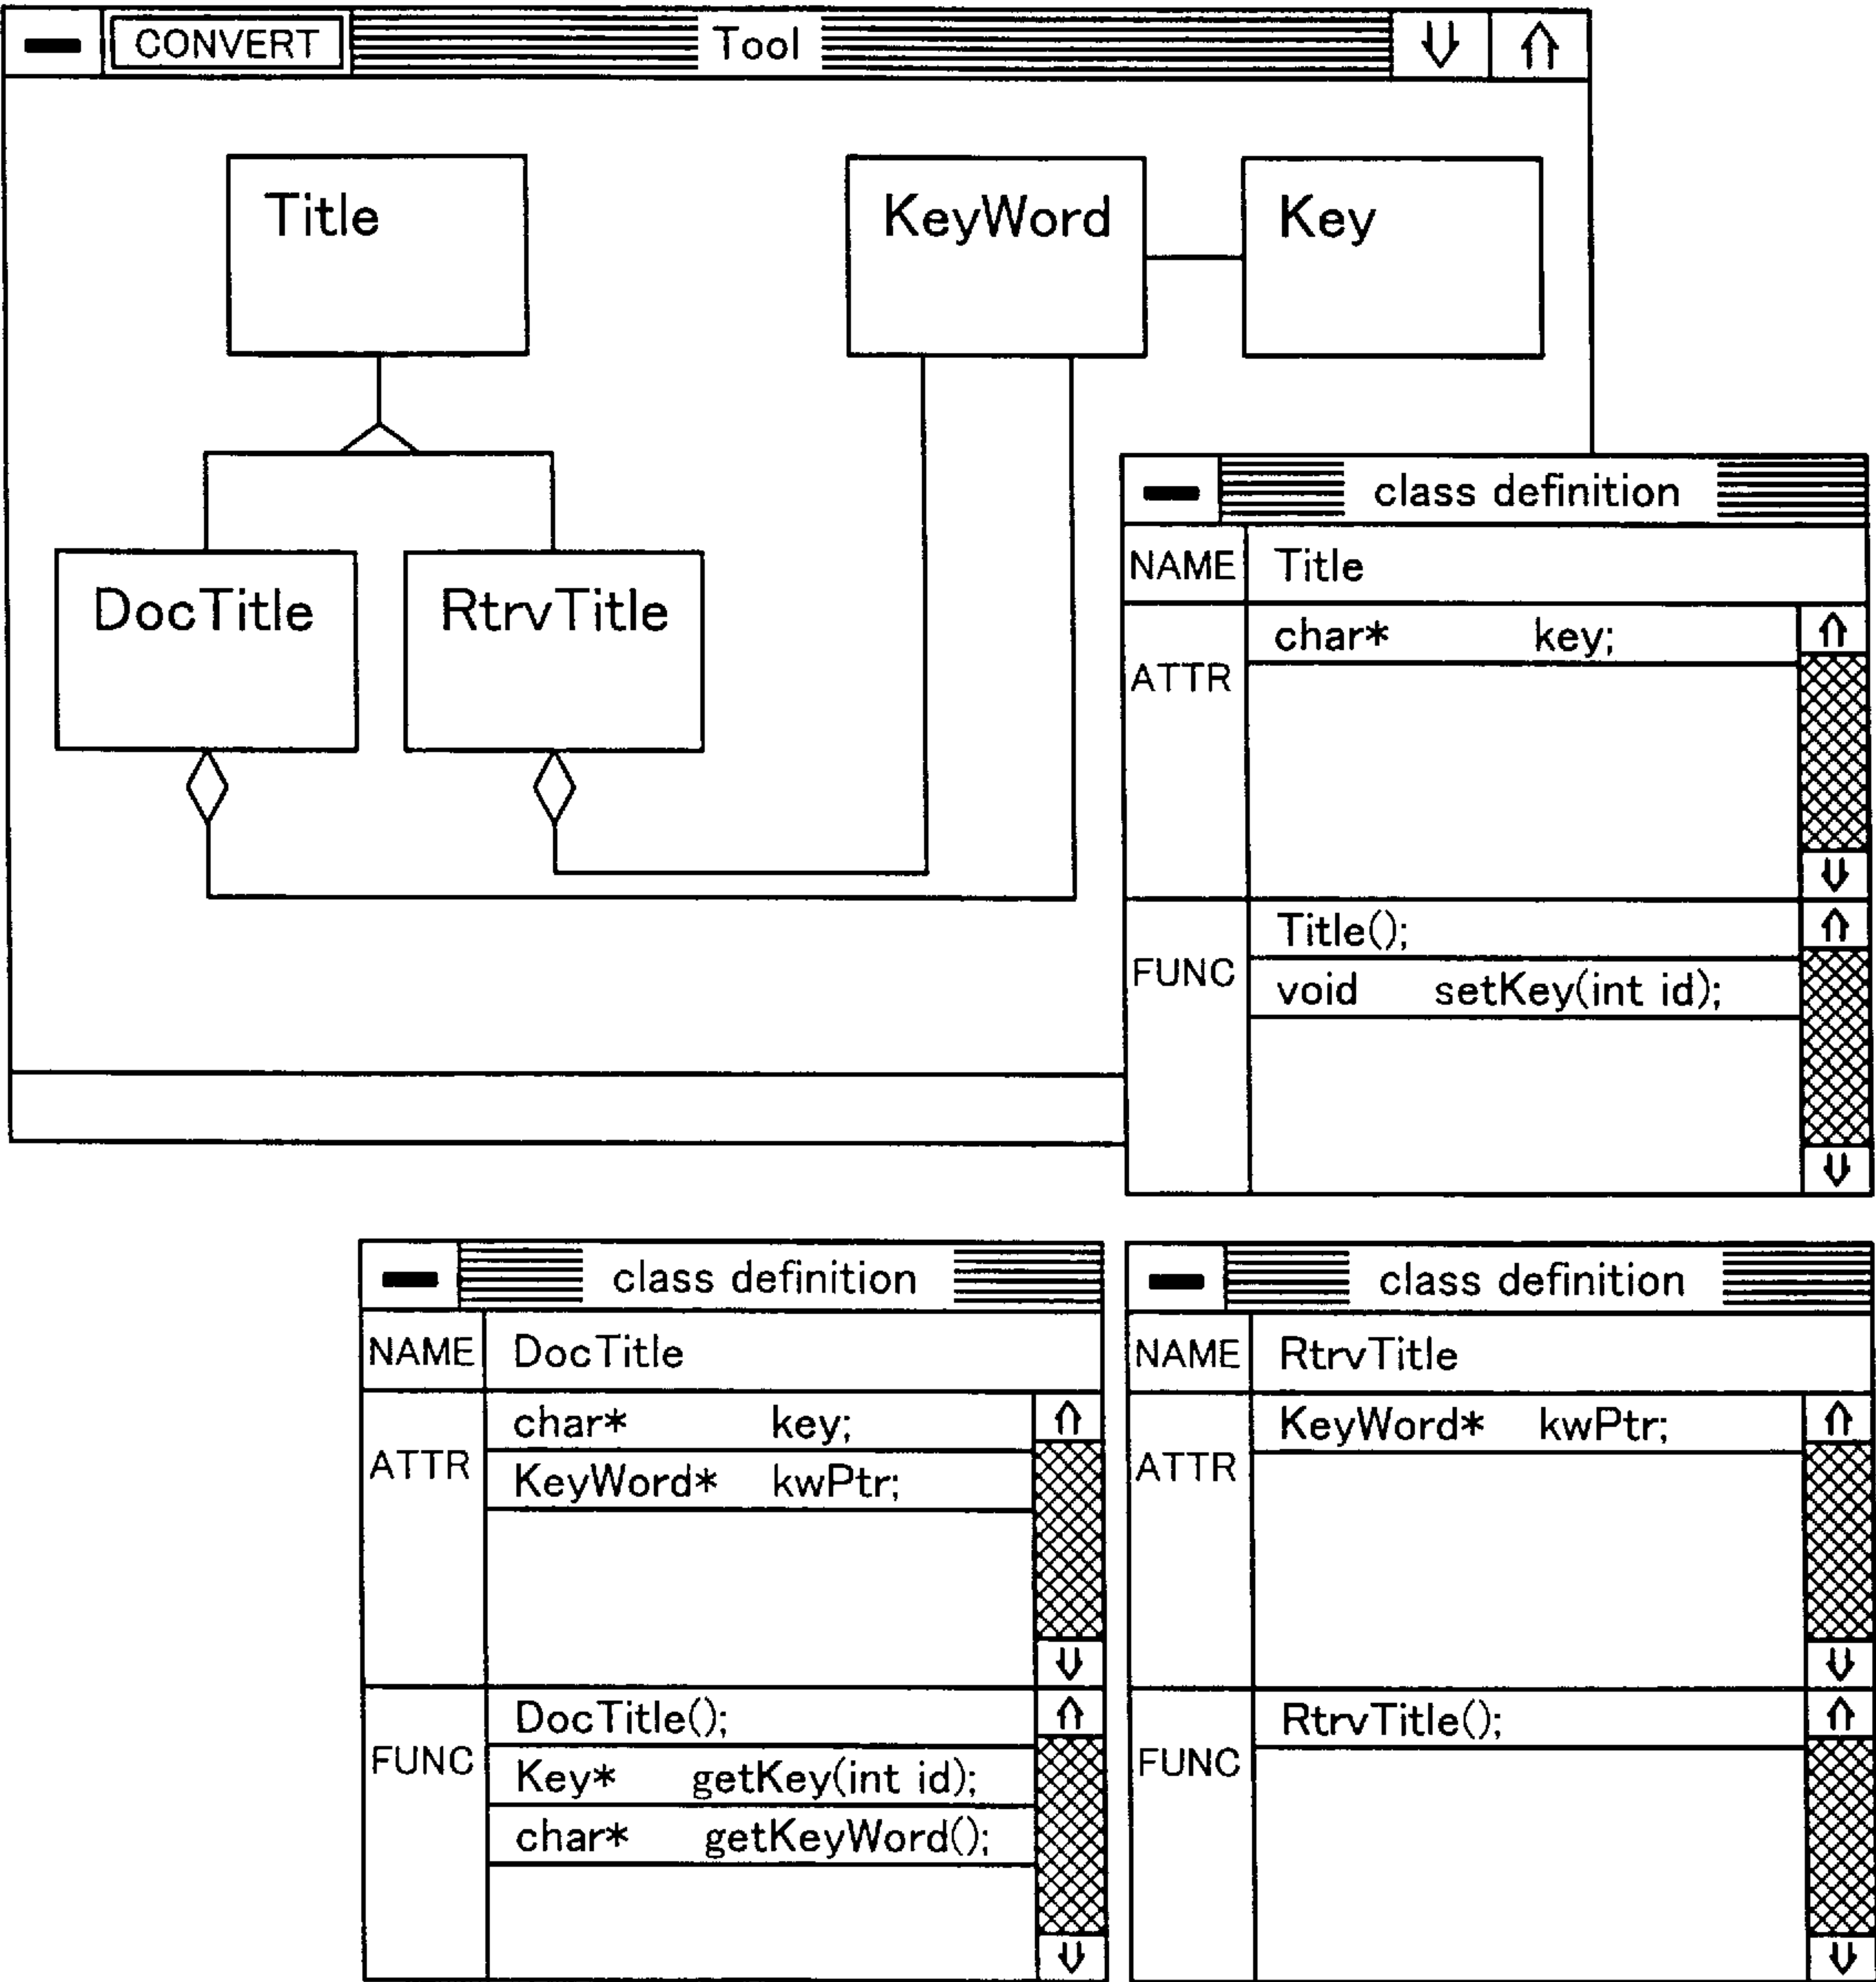 CONVERT Tool
Title KeyWord Key
DocTitle RtrvTitle
class definition
NAME Title
ATTR
char* key;
FUNC
Title();
void setKey(int id);
class definition
NAME DocTitle
ATTR
char* key;
KeyWord* kwPtr;
FUNC
DocTitle();
Key* getKey(int id);
char* getKeyWord();
class definition
NAME RtrvTitle
ATTR
KeyWord* kwPtr;
FUNC
RtrvTitle();